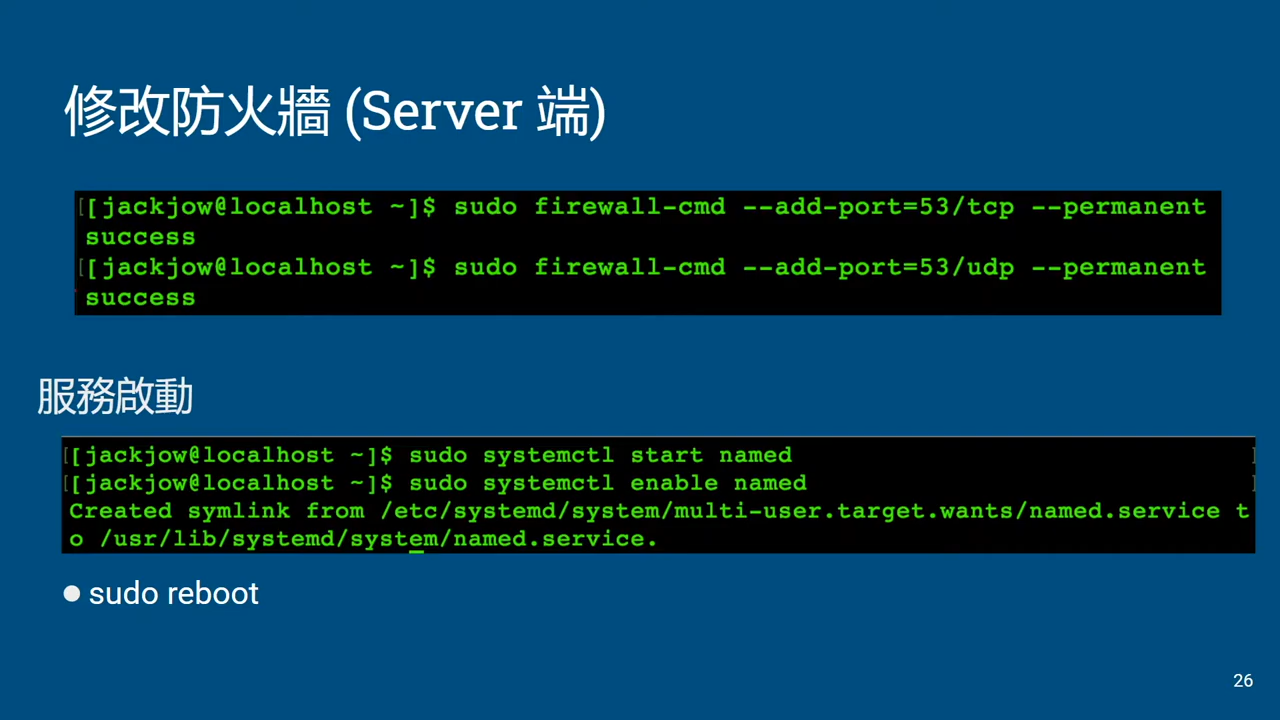 修改防火牆 (Server 端)
[[jackjow@localhost ~]$ sudo firewall-cmd --add-port=53/tcp --permanent
success
[[jackjow@localhost ~]$ sudo firewall-cmd --add-port=53/udp --permanent
success
服務啟動
[[jackjow@localhost ~]$ sudo systemctl start named ]
[[jackjow@localhost ~]$ sudo systemctl enable named ]
Created symlink from /etc/systemd/system/multi-user.target.wants/named.service t
o /usr/lib/systemd/system/named.service.
● sudo reboot
26